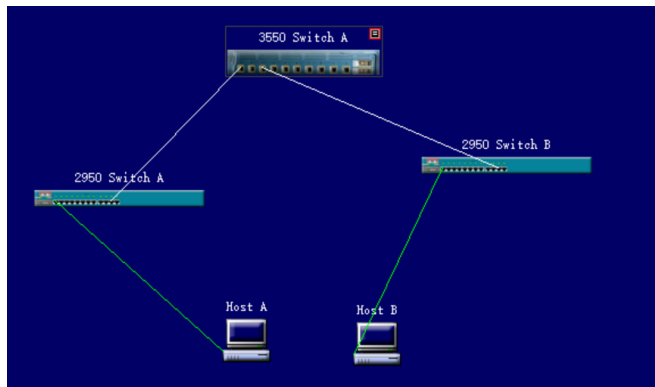 3550 Switch A
2950 Switch B
2950 Switch A
Host A
Host B